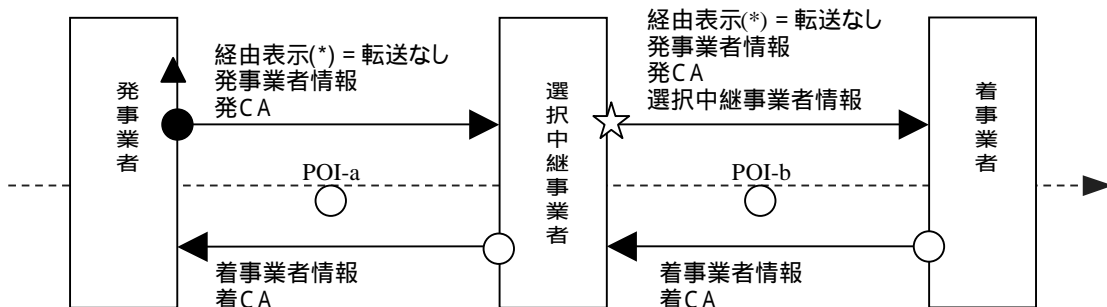 発事業者
経由表示(*) = 転送なし
発事業者情報
発CA
選択中継事業者
経由表示(*) = 転送なし
発事業者情報
発CA
選択中継事業者情報
着事業者
POI-a
POI-b
着事業者情報
着CA
着事業者情報
着CA